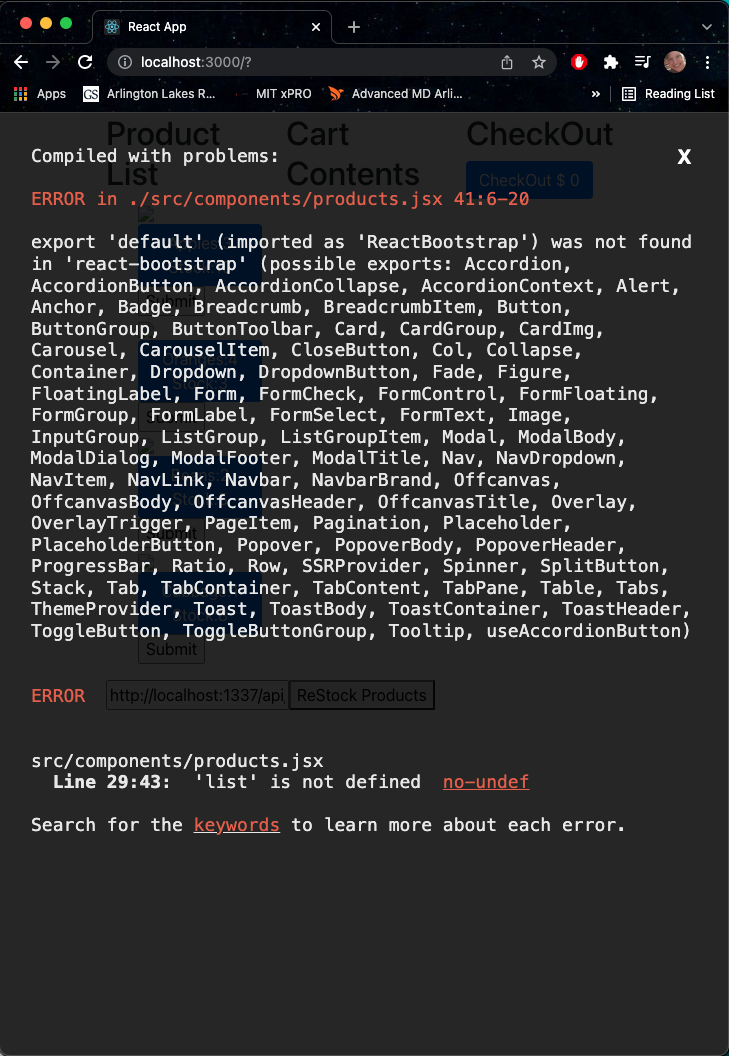 React App
localhost:3000/?
Apps
GS Arlington Lakes R...
MIT xPRO
Advanced MD Arli...
»
Reading List
Product List
Cart Contents
CheckOut
CheckOut $ 0
Compiled with problems:
X
ERROR in ./src/components/products.jsx 41:6-20
export 'default' (imported as 'ReactBootstrap') was not found
in 'react-bootstrap' (possible exports: Accordion,
AccordionButton, AccordionCollapse, AccordionContext, Alert,
Anchor, Badge, Breadcrumb, BreadcrumbItem, Button,
ButtonGroup, ButtonToolbar, Card, CardGroup, CardImg,
Carousel, CarouselItem, CloseButton, Col, Collapse,
Container, Dropdown, DropdownButton, Fade, Figure,
FloatingLabel, Form, FormCheck, FormControl, FormFloating,
FormGroup, FormLabel, FormSelect, FormText, Image,
InputGroup, ListGroup, ListGroupItem, Modal, ModalBody,
ModalDialog, ModalFooter, ModalTitle, Nav, NavDropdown,
NavItem, NavLink, Navbar, NavbarBrand, Offcanvas,
OffcanvasBody, OffcanvasHeader, OffcanvasTitle, Overlay,
OverlayTrigger, PageItem, Pagination, Placeholder,
PlaceholderButton, Popover, PopoverBody, PopoverHeader,
ProgressBar, Ratio, Row, SSRProvider, Spinner, SplitButton,
Stack, Tab, TabContainer, TabContent, TabPane, Table, Tabs,
ThemeProvider, Toast, ToastBody, ToastContainer, ToastHeader,
ToggleButton, ToggleButtonGroup, Tooltip, useAccordionButton)
Submit
ERROR
http://localhost:1337/api
ReStock Products
src/components/products.jsx
Line 29:43: 'list' is not defined no-undef
Search for the keywords to learn more about each error.